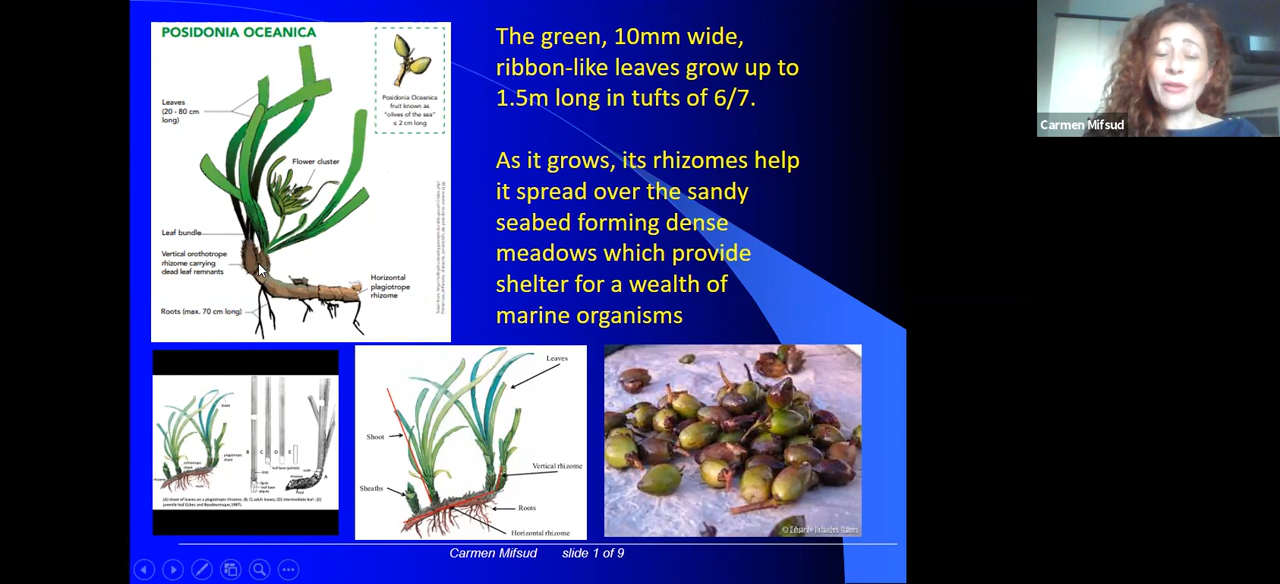 POSIDONIA OCEANICA
Leaves
(20 - 80 cm
long)
Posidonia Oceanica
fruit known as
"olives of the sea"
≤ 2 cm long
Flower cluster
Leaf bundle
Vertical orothotrope
rhizome carrying
dead leaf remnants
Horizontal
plagiotrope
rhizome
Roots (max. 70 cm long)
The green, 10mm wide,
ribbon-like leaves grow up to
1.5m long in tufts of 6/7.
As it grows, its rhizomes help
it spread over the sandy
seabed forming dense
meadows which provide
shelter for a wealth of
marine organisms
Carmen Mifsud
B
C
D
E
A
Leaves
Shoot
Vertical rhizome
Sheaths
Roots
Horizontal rhizome
Carmen Mifsud slide 1 of 9